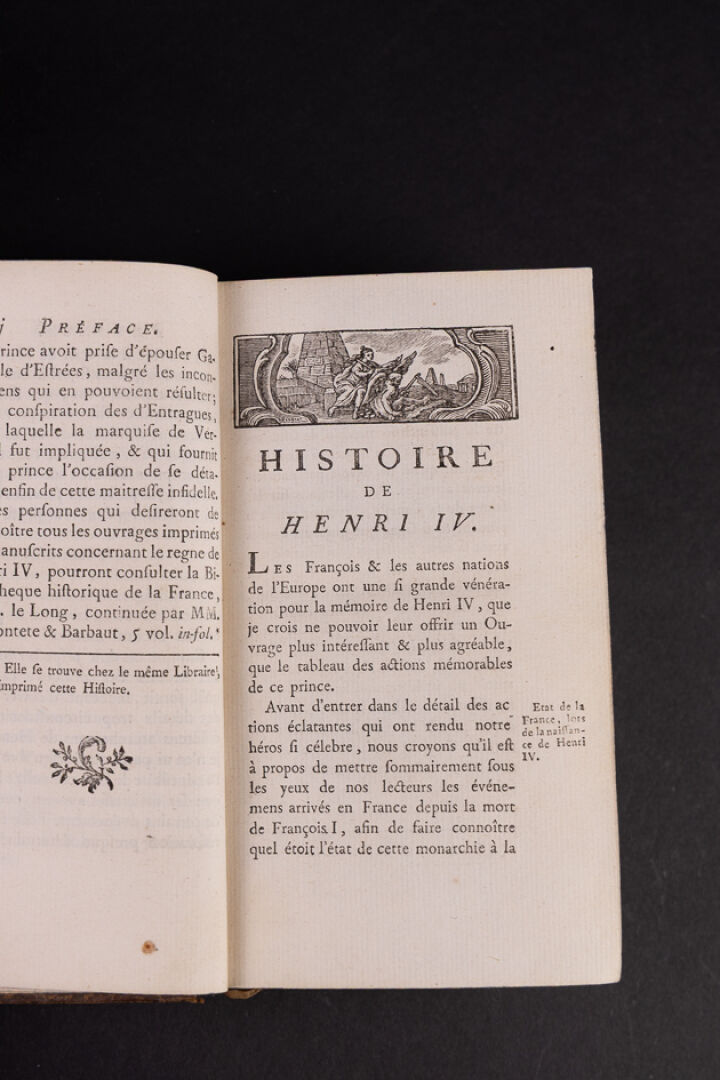 j PRÉFACE.
rince avoit priſe d'épouſer Ga-
le d'Eſtrées, malgré les incon-
ens qui en pouvoient réſulter;
conſpiration des d'Entragues,
laquelle la marquiſe de Ver-
l fut impliquée, & qui fournit
prince l'occaſion de ſe déta-
enfin de cette maitreſſe infidelle.
es perſonnes qui deſireront de
oître tous les ouvrages imprimés
anuſcrits concernant le regne de
ri IV, pourront conſulter la Bi-
heque hiſtorique de la France,
. le Long, continuée par MM.
ontete & Barbaut, 5 vol. in-fol.
Elle ſe trouve chez le même Libraire,
imprimé cette Hiſtoire.
HISTOIRE
DE
HENRI IV.
LES François & les autres nations
de l'Europe ont une ſi grande vénéra-
tion pour la mémoire de Henri IV, que
je crois ne pouvoir leur offrir un Ou-
vrage plus intéreſſant & plus agréable,
que le tableau des actions mémorables
de ce prince.
Avant d'entrer dans le détail des ac
tions éclatantes qui ont rendu notre
héros ſi célebre, nous croyons qu'il eſt
à propos de mettre ſommairement ſous
les yeux de nos lecteurs les événe-
mens arrivés en France depuis la mort
de François I, afin de faire connoître
quel étoit l'état de cette monarchie à la
Etat de la
France, lors
de la naiſſan-
ce de Henri
IV.